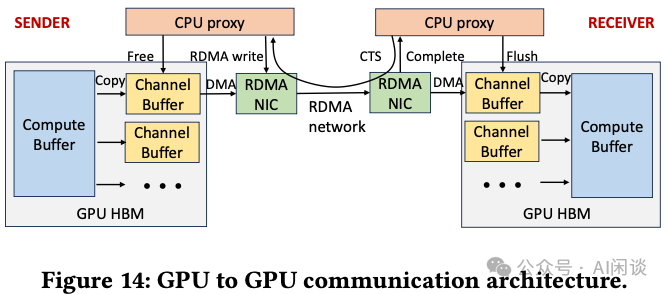 SENDER
CPU proxy
CPU proxy
RECEIVER
Free
RDMA write
CTS
Complete
Flush
Copy
Channel
Buffer
DMA
RDMA
NIC
RDMA
network
RDMA
NIC
DMA
Channel
Buffer
Copy
Compute
Buffer
Channel
Buffer
Channel
Buffer
Compute
Buffer
• • •
• • •
GPU HBM
GPU HBM
公众号 · AI闲谈
Figure 14: GPU to GPU communication architecture.